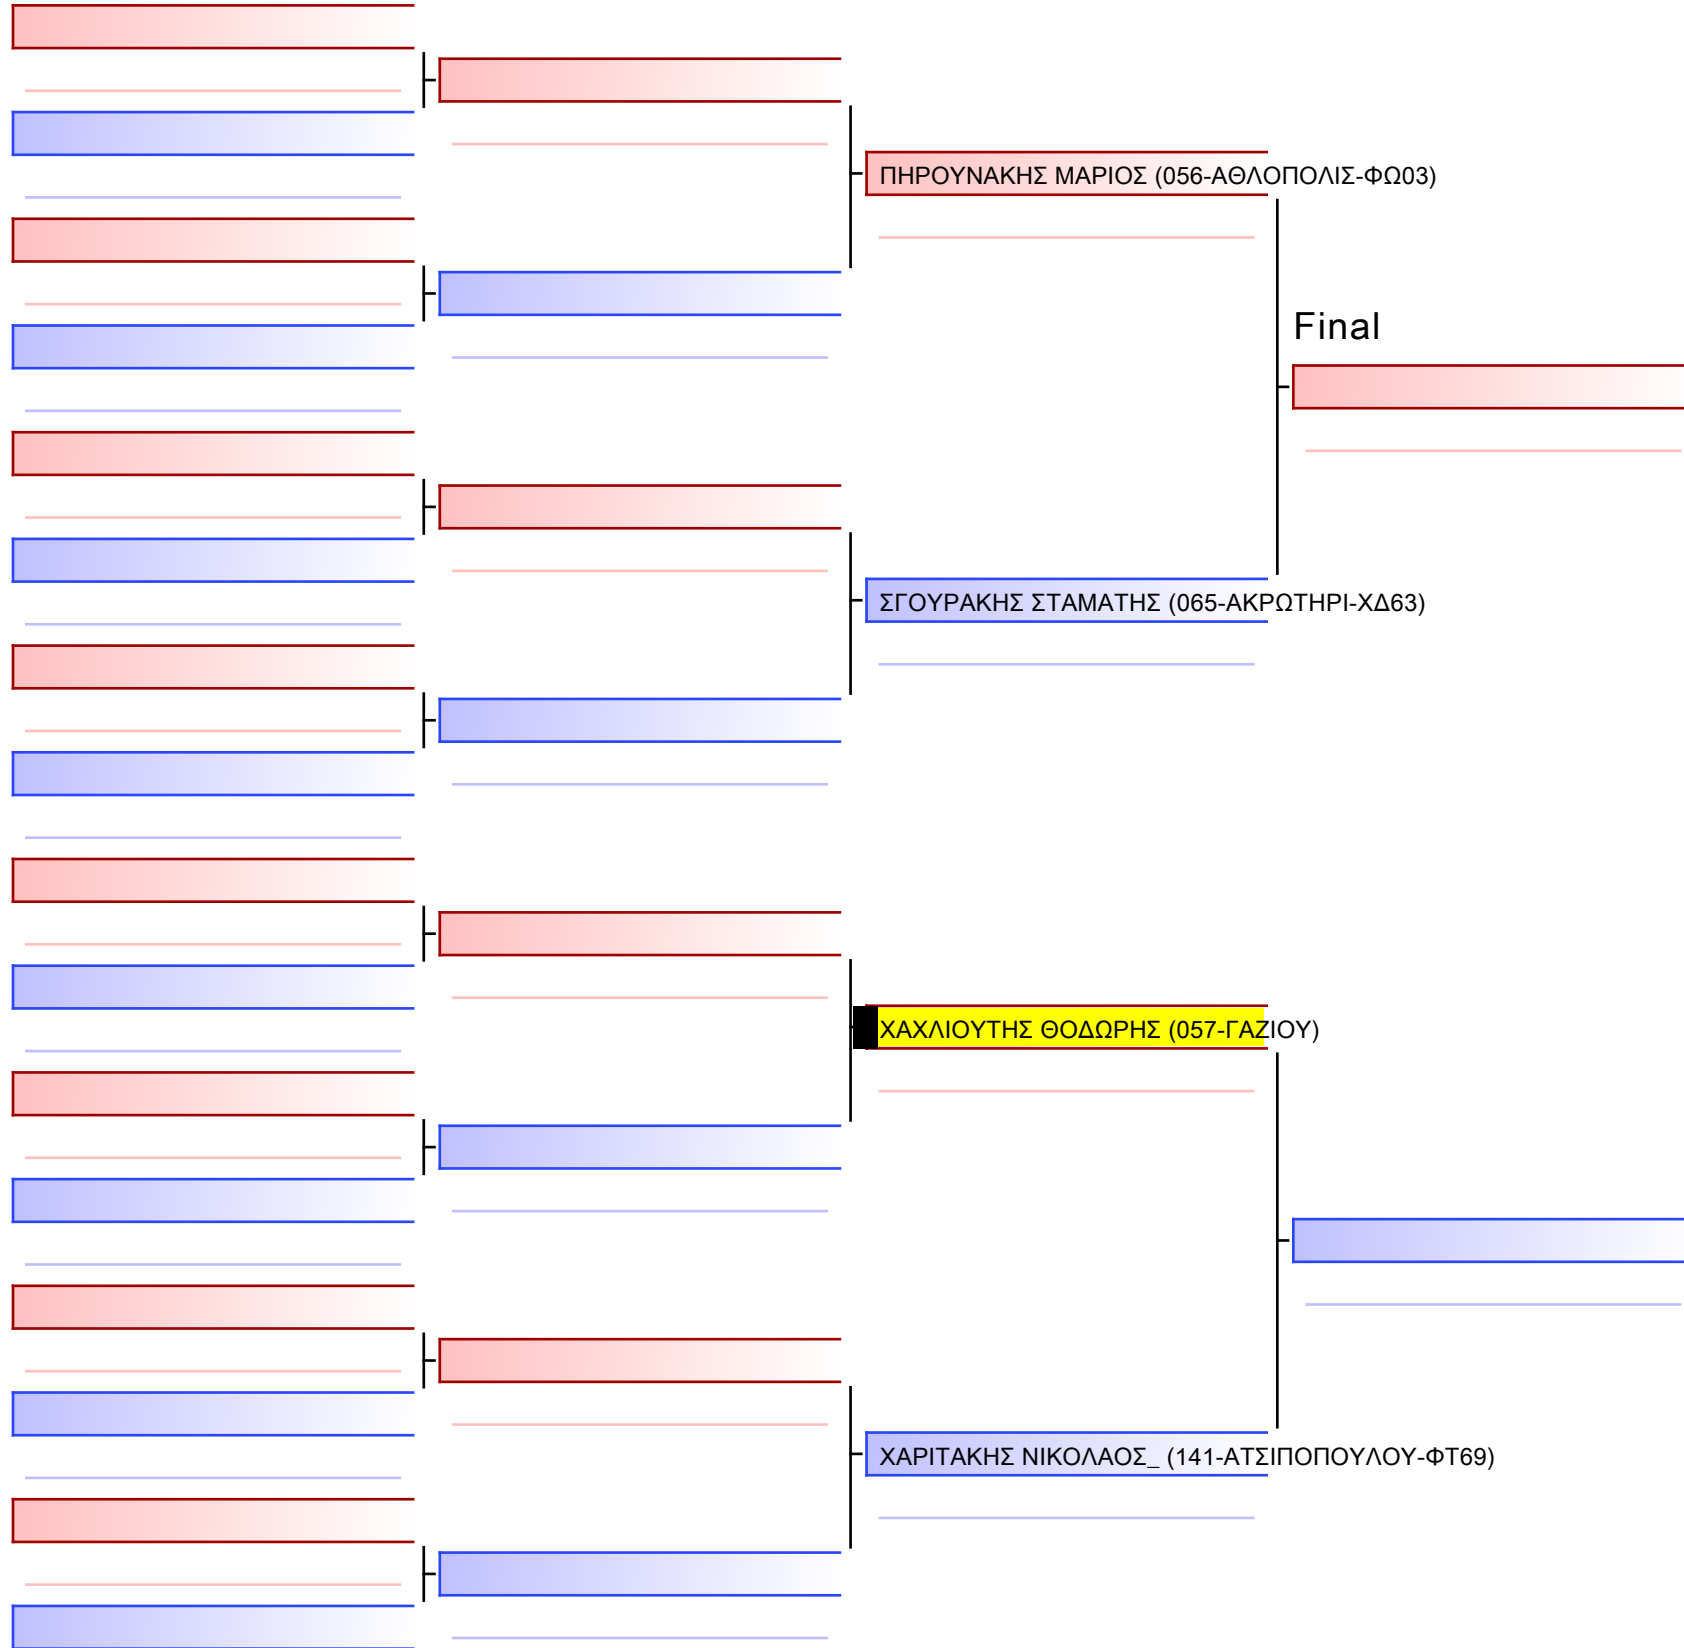 ΠΗΡΟΥΝΑΚΗΣ ΜΑΡΙΟΣ (056-ΑΘΛΟΠΟΛΙΣ-ΦΩ03)
Final
ΣΓΟΥΡΑΚΗΣ ΣΤΑΜΑΤΗΣ (065-ΑΚΡΩΤΗΡΙ-ΧΔ63)
ΧΑΧΛΙΟΥΤΗΣ ΘΟΔΩΡΗΣ (057-ΓΑΖΙΟΥ)
ΧΑΡΙΤΑΚΗΣ ΝΙΚΟΛΑΟΣ_ (141-ΑΤΣΙΠΟΠΟΥΛΟΥ-ΦΤ69)